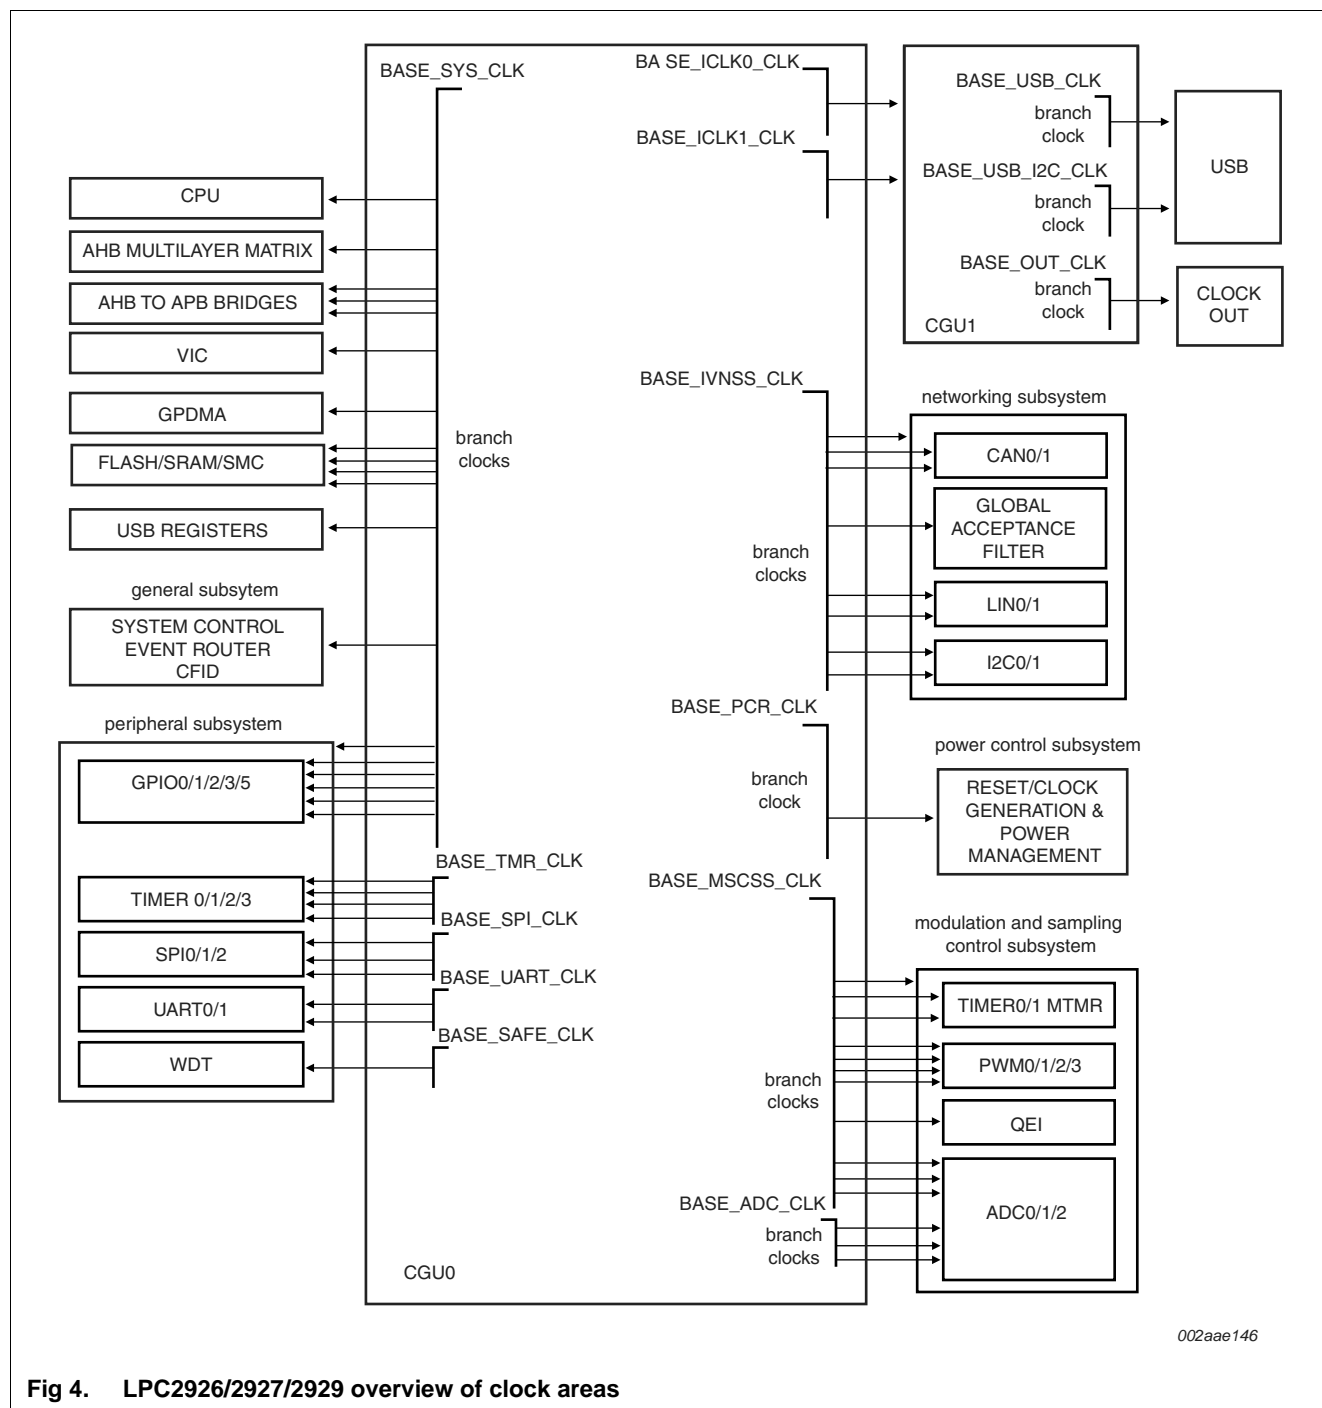 BASE_SYS_CLK
CPU
AHB MULTILAYER MATRIX
AHB TO APB BRIDGES
VIC
GPDMA
FLASH/SRAM/SMC
USB REGISTERS
branch
clocks
general subsytem
SYSTEM CONTROL
EVENT ROUTER
CFID
peripheral subsystem
GPIO0/1/2/3/5
BASE_TMR_CLK
TIMER 0/1/2/3
BASE_SPI_CLK
SPI0/1/2
BASE_UART_CLK
UART0/1
BASE_SAFE_CLK
WDT
CGU0
BA SE_ICLK0_CLK
BASE_ICLK1_CLK
BASE_USB_CLK
branch
clock
BASE_USB_I2C_CLK
branch
clock
USB
BASE_OUT_CLK
branch
clock
CGU1
CLOCK
OUT
BASE_IVNSS_CLK
branch
clocks
networking subsystem
CAN0/1
GLOBAL
ACCEPTANCE
FILTER
LIN0/1
I2C0/1
BASE_PCR_CLK
branch
clock
power control subsystem
RESET/CLOCK
GENERATION &
POWER
MANAGEMENT
BASE_MSCSS_CLK
branch
clocks
modulation and sampling
control subsystem
TIMER0/1 MTMR
PWM0/1/2/3
QEI
BASE_ADC_CLK
branch
clocks
ADC0/1/2
002aae146
Fig 4. LPC2926/2927/2929 overview of clock areas